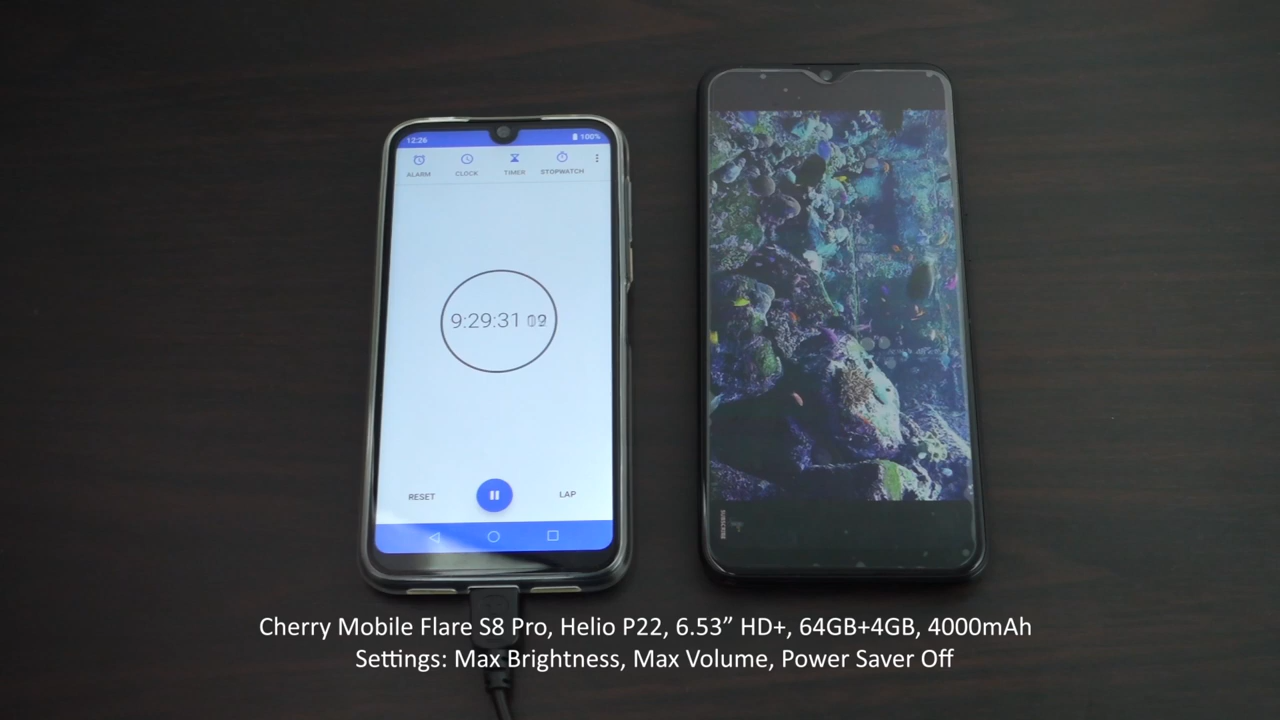 12:26 100%
ALARM CLOCK TIMER STOPWATCH
9:29:31
RESET LAP
SUBSCRIBE
Cherry Mobile Flare S8 Pro, Helio P22, 6.53” HD+, 64GB+4GB, 4000mAh
Settings: Max Brightness, Max Volume, Power Saver Off